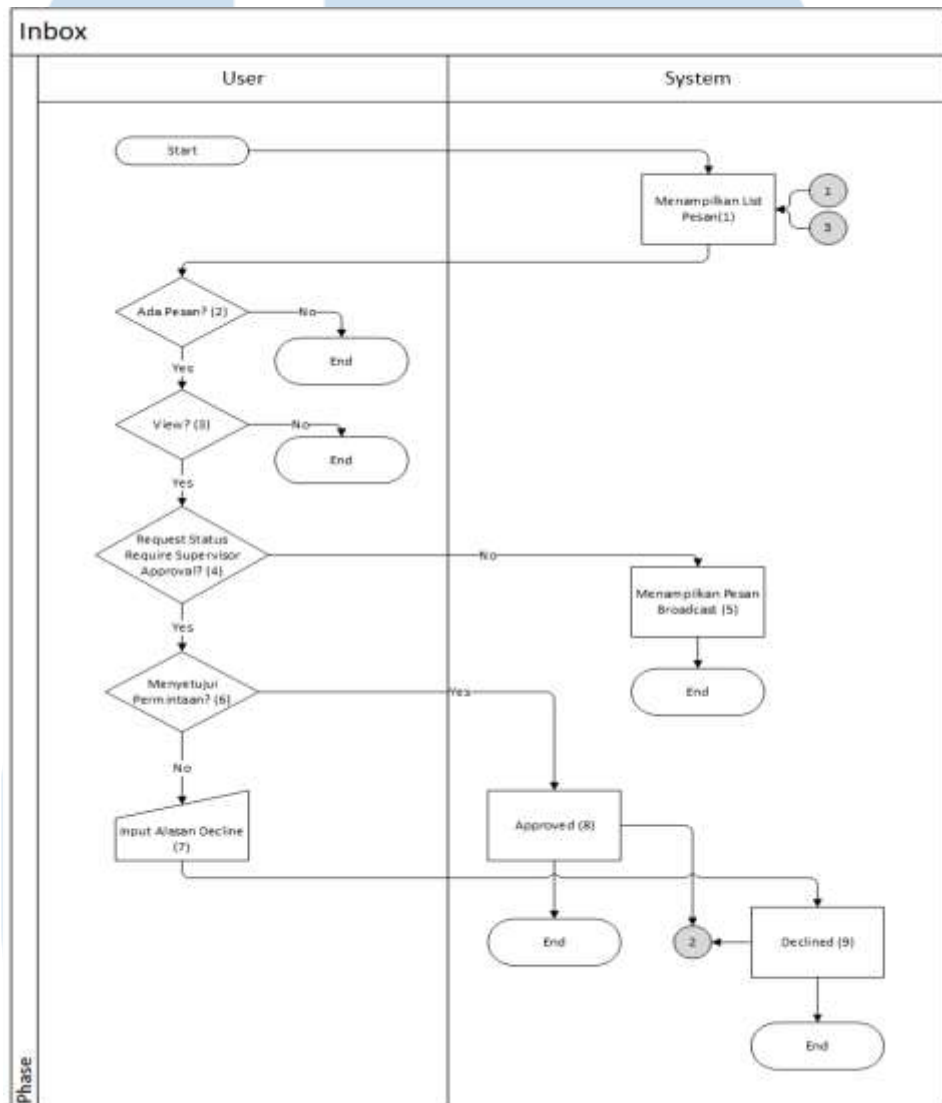 Inbox
User
System
Start
Menampilkan List
Pesan(1)
1
3
Ada Pesan? (2)
No
End
Yes
View? (3)
No
End
Yes
Request Status
Require Supervisor
Approval? (4)
No
Menampilkan Pesan
Broadcast (5)
Yes
End
Menyetujui
Permintaan? (6)
Yes
No
Input Alasan Decline
(7)
Approved (8)
End
2
Declined (9)
End
Phase